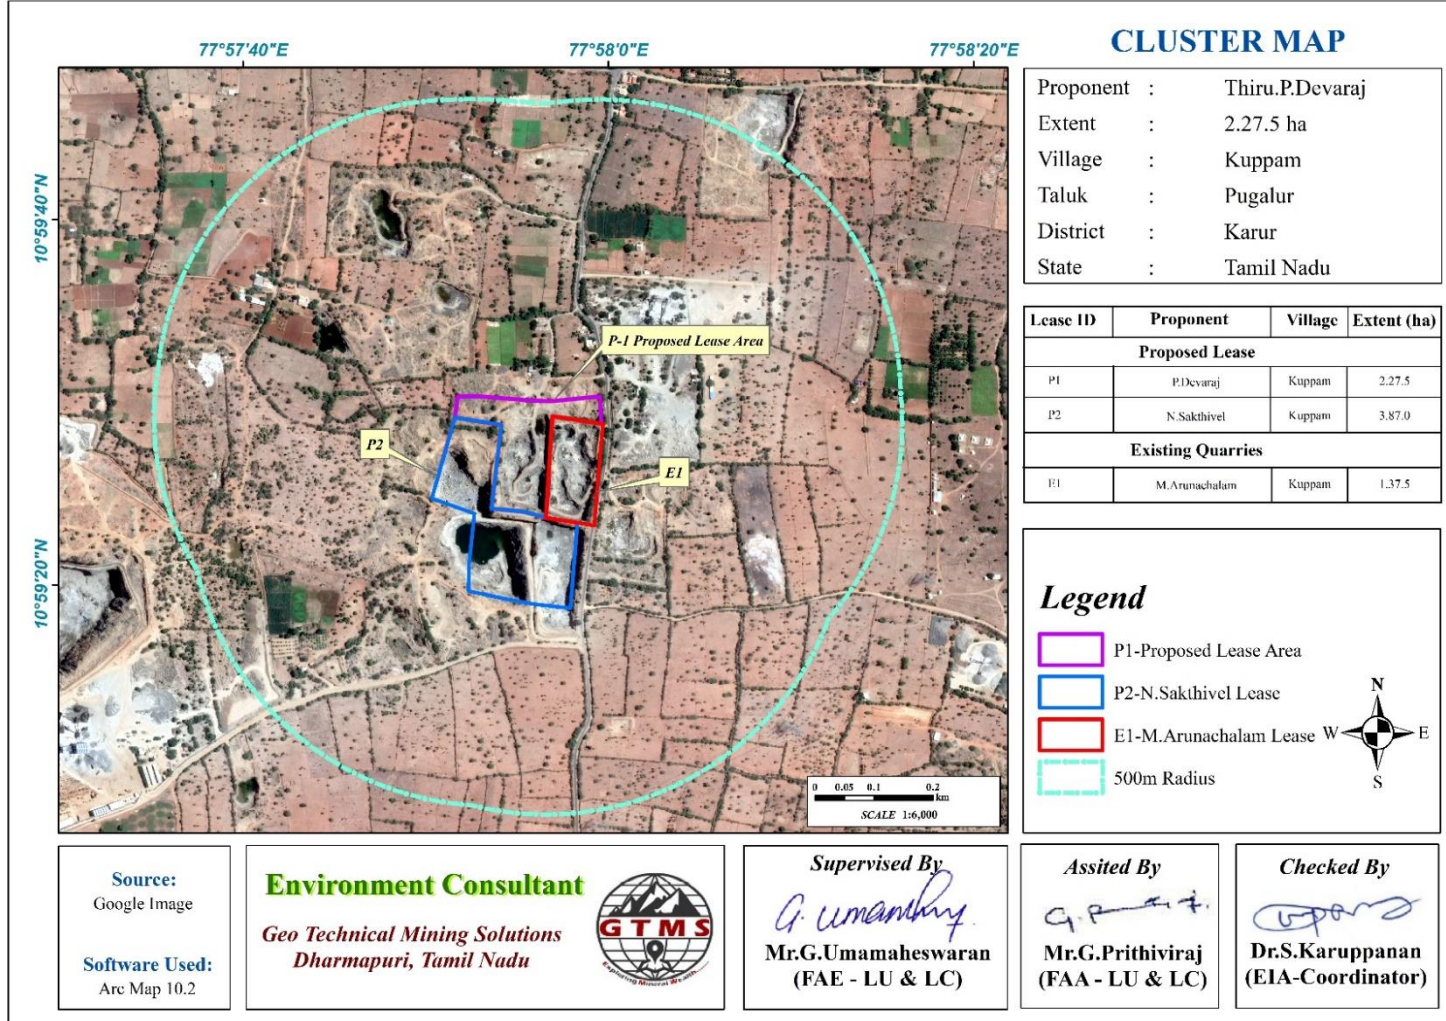 CLUSTER MAP
77°57'40"E 77°58'0"E 77°58'20"E
10°59'40"N
10°59'20"N
P-1 Proposed Lease Area
P2
E1
0 0.05 0.1 0.2
km
SCALE 1:6,000
Proponent : Thiru.P.Devaraj
Extent : 2.27.5 ha
Village : Kuppam
Taluk : Pugalur
District : Karur
State : Tamil Nadu
Lease ID Proponent Village Extent (ha)
Proposed Lease
P1 P.Devaraj Kuppam 2.27.5
P2 N.Sakthivel Kuppam 3.87.0
Existing Quarries
E1 M.Arunachalam Kuppam 1.37.5
Legend
P1-Proposed Lease Area
P2-N.Sakthivel Lease
E1-M.Arunachalam Lease
500m Radius
N
W E
S
Source:
Google Image
Software Used:
Arc Map 10.2
Environment Consultant
Geo Technical Mining Solutions
Dharmapuri, Tamil Nadu
GTMS
Exploring Mineral Wealth
Supervised By
Mr.G.Umamaheswaran
(FAE - LU & LC)
Assited By
Mr.G.Prithiviraj
(FAA - LU & LC)
Checked By
Dr.S.Karuppanan
(EIA-Coordinator)